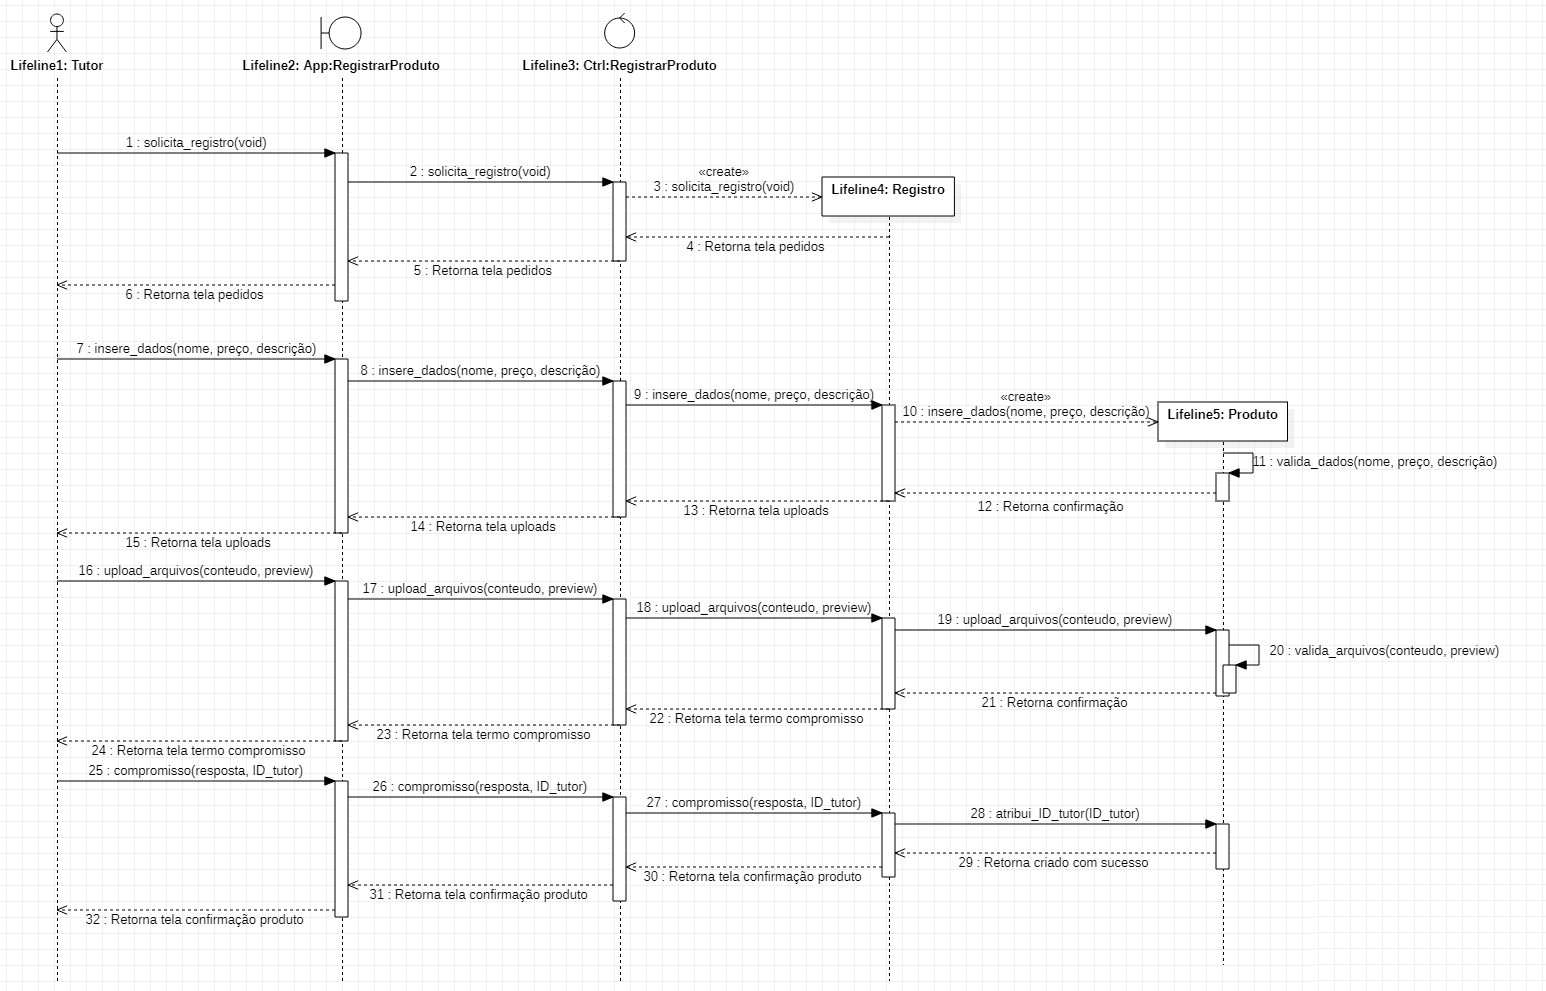 Lifeline1: Tutor
Lifeline2: App:RegistrarProduto
Lifeline3: Ctrl:RegistrarProduto
1 : solicita_registro(void)
2 : solicita_registro(void)
«create»
3 : solicita_registro(void)
Lifeline4: Registro
4 : Retorna tela pedidos
5 : Retorna tela pedidos
6 : Retorna tela pedidos
7 : insere_dados(nome, preço, descrição)
8 : insere_dados(nome, preço, descrição)
9 : insere_dados(nome, preço, descrição)
«create»
10 : insere_dados(nome, preço, descrição)
Lifeline5: Produto
11 : valida_dados(nome, preço, descrição)
12 : Retorna confirmação
13 : Retorna tela uploads
14 : Retorna tela uploads
15 : Retorna tela uploads
16 : upload_arquivos(conteudo, preview)
17 : upload_arquivos(conteudo, preview)
18 : upload_arquivos(conteudo, preview)
19 : upload_arquivos(conteudo, preview)
20 : valida_arquivos(conteudo, preview)
21 : Retorna confirmação
22 : Retorna tela termo compromisso
23 : Retorna tela termo compromisso
24 : Retorna tela termo compromisso
25 : compromisso(resposta, ID_tutor)
26 : compromisso(resposta, ID_tutor)
27 : compromisso(resposta, ID_tutor)
28 : atribui_ID_tutor(ID_tutor)
29 : Retorna criado com sucesso
30 : Retorna tela confirmação produto
31 : Retorna tela confirmação produto
32 : Retorna tela confirmação produto